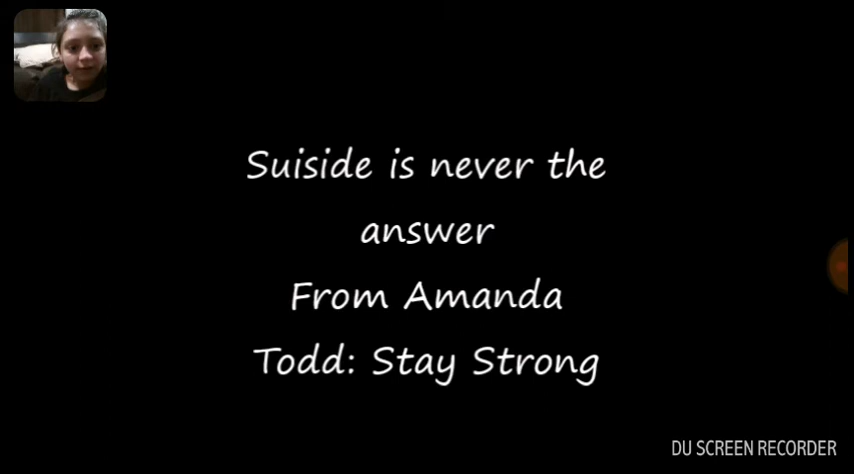 Suiside is never the
answer
From Amanda
Todd: Stay Strong
DU SCREEN RECORDER